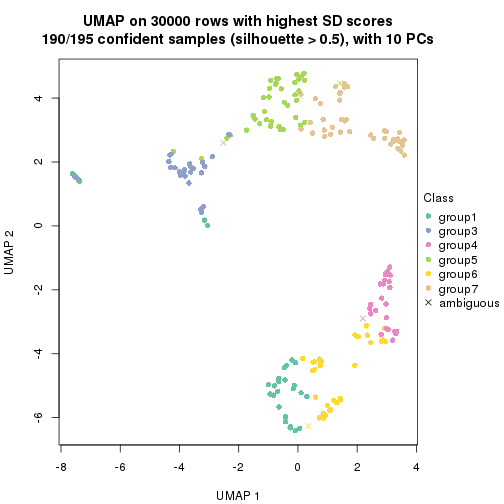 UMAP on 30000 rows with highest SD scores
190/195 confident samples (silhouette > 0.5), with 10 PCs
4
2
0
-2
-4
-6
UMAP 2
-8
-6
-4
-2
0
2
4
UMAP 1
Class
group1
group3
group4
group5
group6
group7
ambiguous